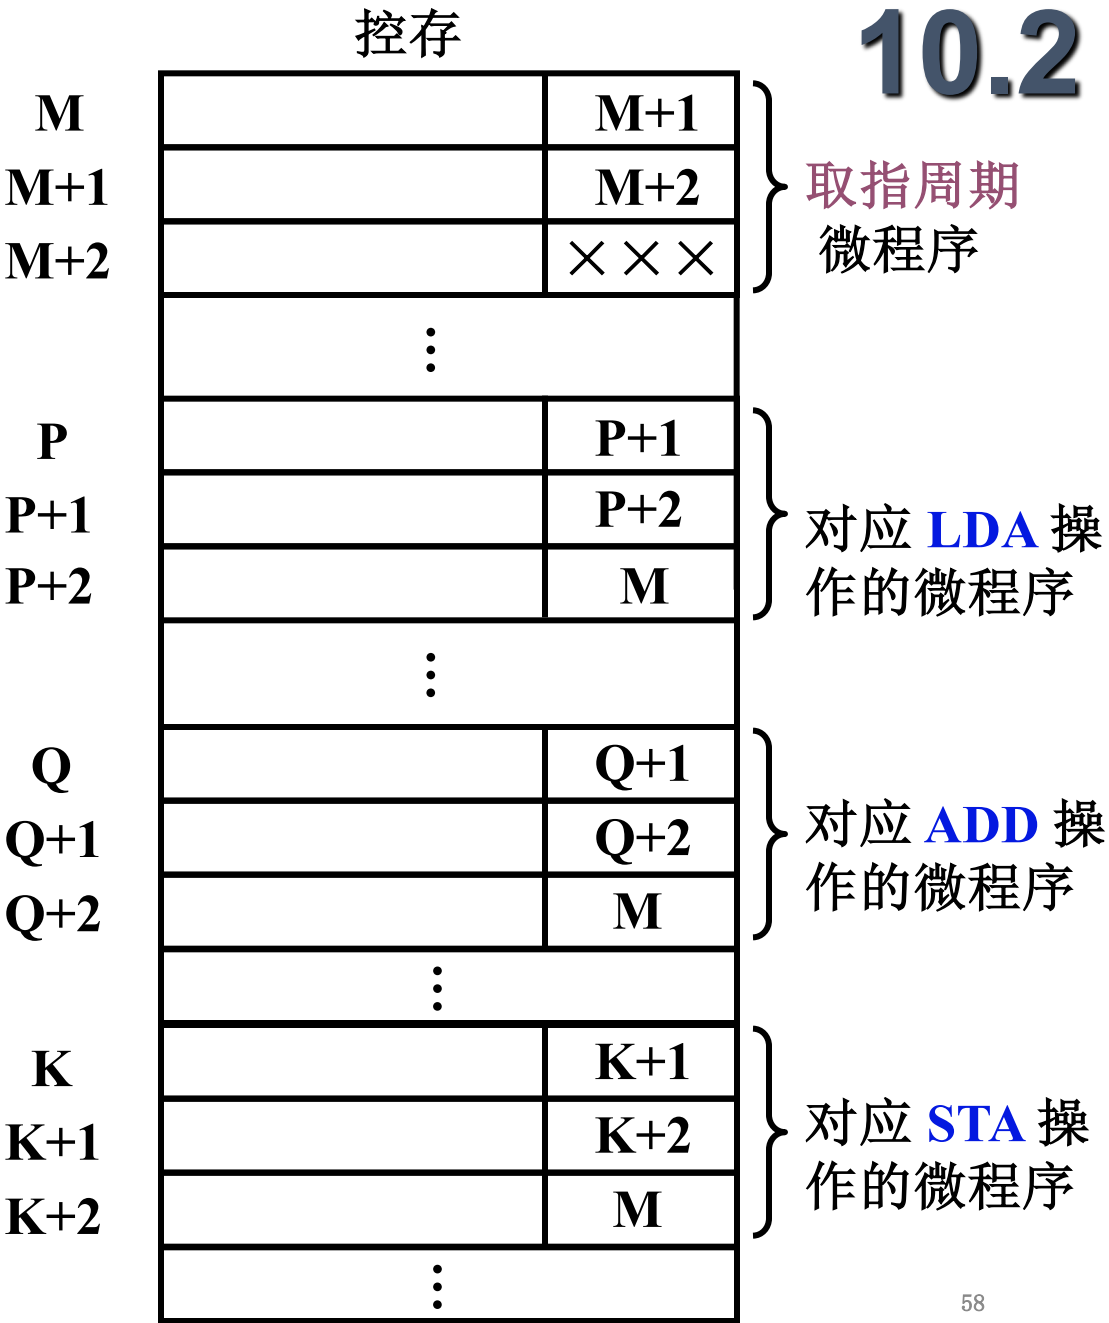 控存
10.2
M M+1
M+1 M+2
M+2 ×××
取指周期
微程序
⋮
P P+1
P+1 P+2
P+2 M
对应 LDA 操
作的微程序
⋮
Q Q+1
Q+1 Q+2
Q+2 M
对应 ADD 操
作的微程序
⋮
K K+1
K+1 K+2
K+2 M
对应 STA 操
作的微程序
⋮
58